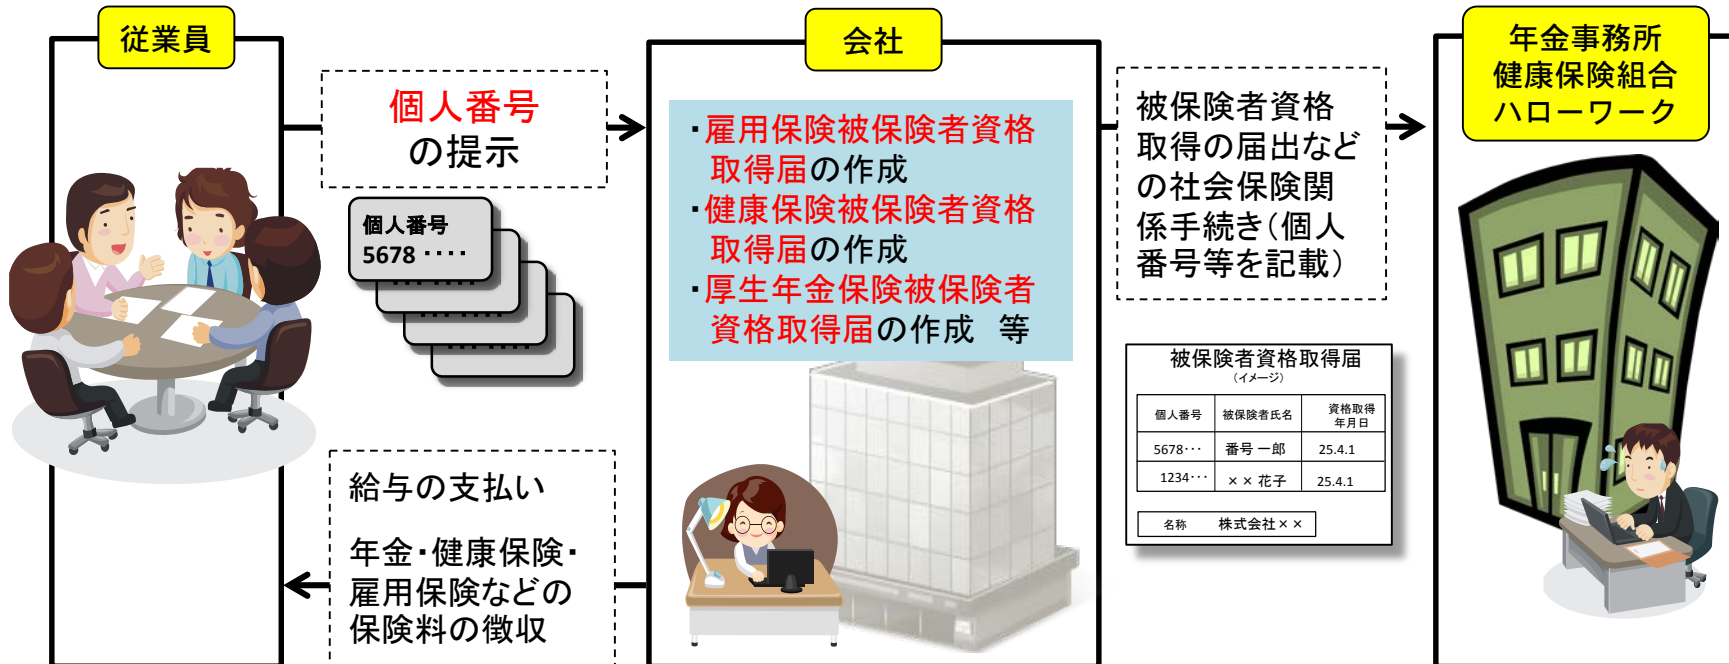 従業員
個人番号
の提示
個人番号
5678 ････
会社
・雇用保険被保険者資格
取得届の作成
・健康保険被保険者資格
取得届の作成
・厚生年金保険被保険者
資格取得届の作成　等
被保険者資格
取得の届出など
の社会保険関
係手続き（個人
番号等を記載）
年金事務所
健康保険組合
ハローワーク
被保険者資格取得届
（イメージ）
個人番号 被保険者氏名 資格取得
年月日
5678･･･ 番号 一郎 25.4.1
1234･･･ ×× 花子 25.4.1
名称 株式会社××
給与の支払い
年金・健康保険・
雇用保険などの
保険料の徴収